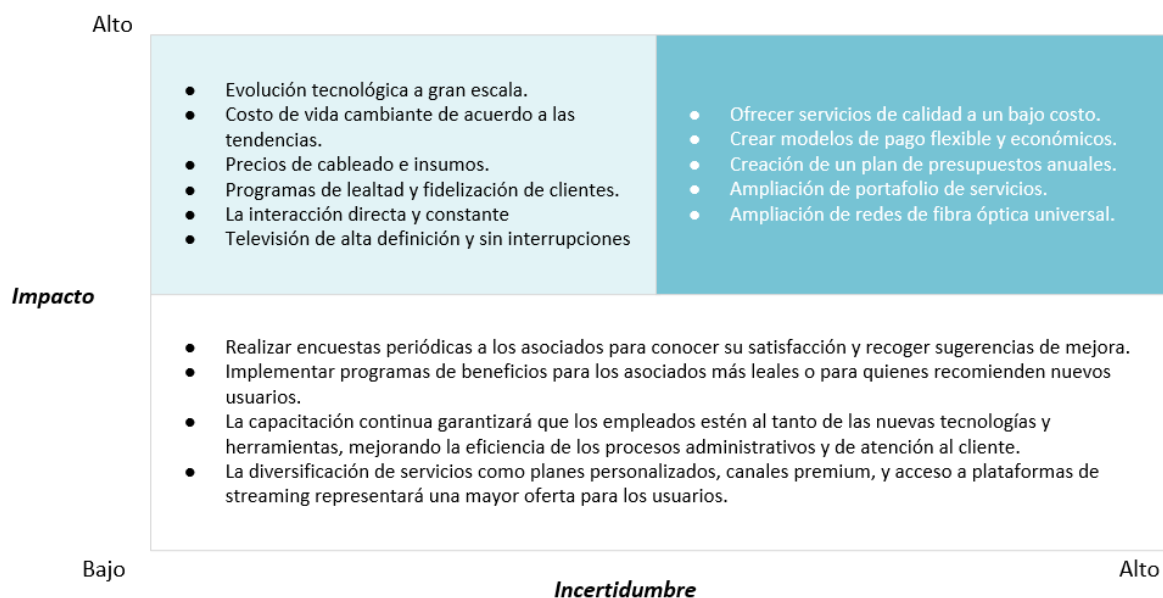 Alto
● Evolución tecnológica a gran escala.
● Costo de vida cambiante de acuerdo a las
tendencias.
● Precios de cableado e insumos.
● Programas de lealtad y fidelización de clientes.
● La interacción directa y constante
● Televisión de alta definición y sin interrupciones
● Ofrecer servicios de calidad a un bajo costo.
● Crear modelos de pago flexible y económicos.
● Creación de un plan de presupuestos anuales.
● Ampliación de portafolio de servicios.
● Ampliación de redes de fibra óptica universal.
Impacto
● Realizar encuestas periódicas a los asociados para conocer su satisfacción y recoger sugerencias de mejora.
● Implementar programas de beneficios para los asociados más leales o para quienes recomienden nuevos
usuarios.
● La capacitación continua garantizará que los empleados estén al tanto de las nuevas tecnologías y
herramientas, mejorando la eficiencia de los procesos administrativos y de atención al cliente.
● La diversificación de servicios como planes personalizados, canales premium, y acceso a plataformas de
streaming representará una mayor oferta para los usuarios.
Bajo
Incertidumbre
Alto